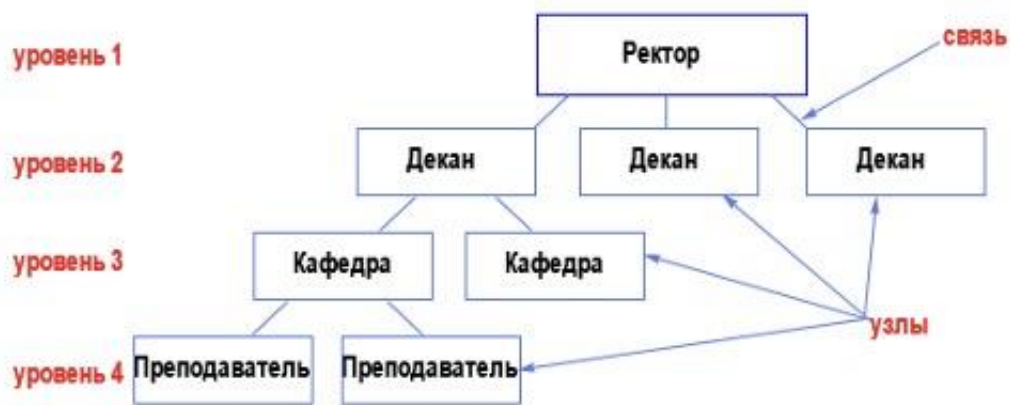 уровень 1
Ректор
связь
уровень 2
Декан
Декан
Декан
уровень 3
Кафедра
Кафедра
узлы
уровень 4
Преподаватель
Преподаватель